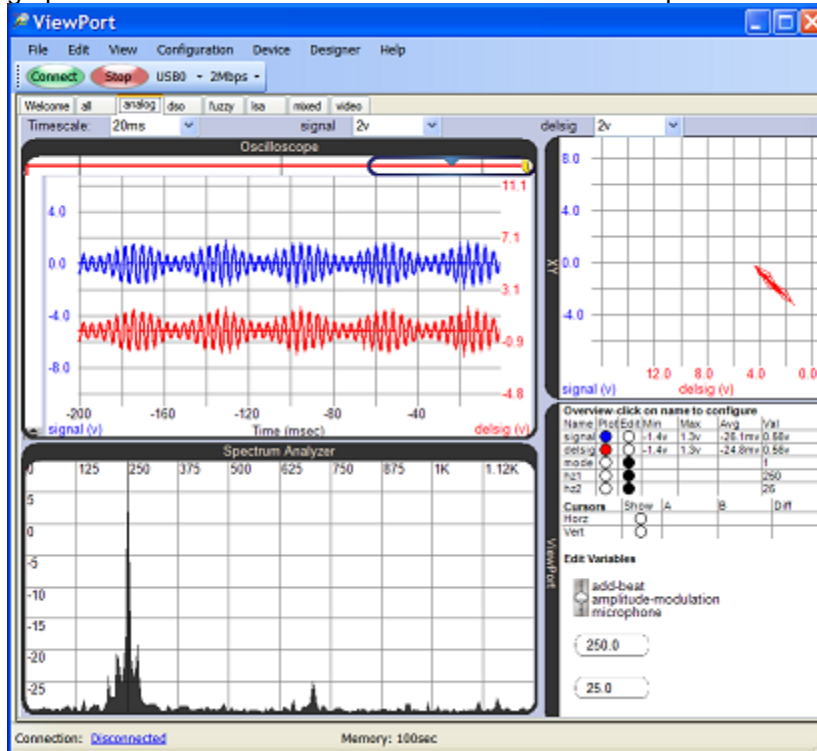 ViewPort
File Edit View Configuration Device Designer Help
Connect Stop USB0 2Mbps
Welcome all analog dso fuzzy lsa mixed video
Timescale: 20ms signal 2v delsig 2v
Oscilloscope
11.1
4.0
7.1
0.0
3.1
-4.0
-0.9
-8.0
-4.8
-200 -160 -120 -80 -40
signal (v) Time (msec) delsig (v)
XY
8.0
4.0
0.0
-4.0
12.0 8.0 4.0 0.0
signal (v) delsig (v)
Spectrum Analyzer
0 125 250 375 500 625 750 875 1K 1.12K
5
0
-5
-10
-15
-20
-25
ViewPort
Overview-click on name to configure
Name Plot Edit Min Max Avg Val
signal -1.4v 1.3v -26.1mv 0.56v
delsig -1.4v 1.3v -24.8mv 0.58v
mode 1
hz1 250
hz2 25
Cursors Show A B Diff
Horz
Vert
Edit Variables
add-beat
amplitude-modulation
microphone
250.0
25.0
Connection: Disconnected Memory: 100sec